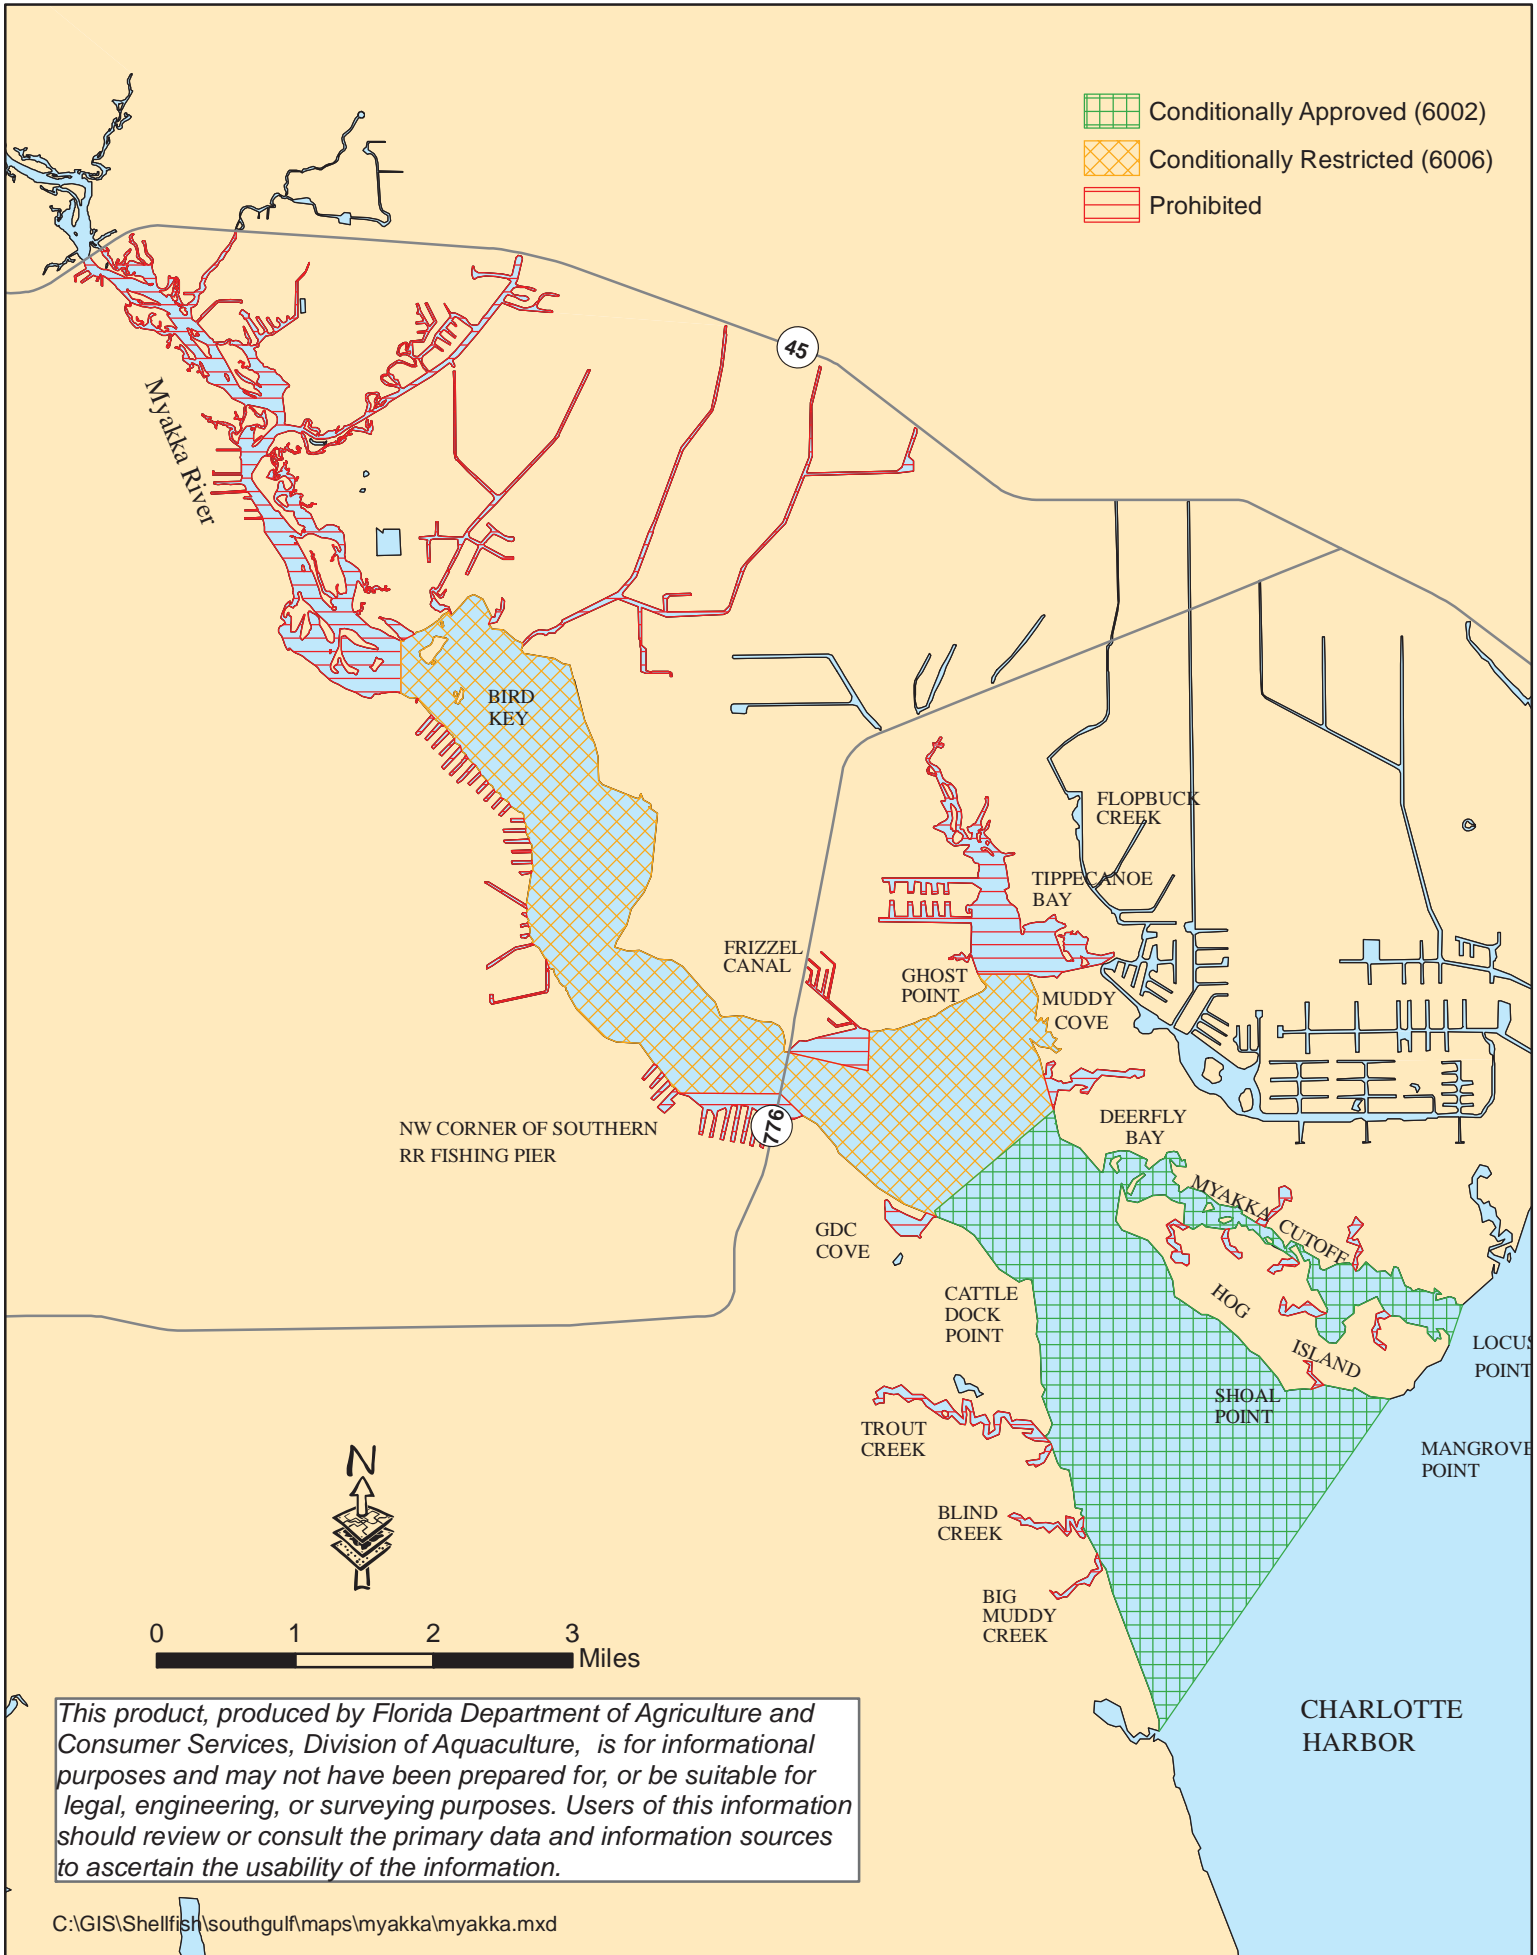 Conditionally Approved (6002)
Conditionally Restricted (6006)
Prohibited
45
Myakka River
BIRD
KEY
FLOPBUCK
CREEK
TIPPECANOE
BAY
FRIZZEL
CANAL
GHOST
POINT
MUDDY
COVE
DEERFLY
BAY
NW CORNER OF SOUTHERN
RR FISHING PIER
776
MYAKKA CUTOFF
GDC
COVE
CATTLE
DOCK
POINT
HOG
ISLAND
LOCUS
POINT
SHOAL
POINT
TROUT
CREEK
MANGROVE
POINT
N
BLIND
CREEK
BIG
MUDDY
CREEK
0 1 2 3
Miles
CHARLOTTE
HARBOR
This product, produced by Florida Department of Agriculture and
Consumer Services, Division of Aquaculture, is for informational
purposes and may not have been prepared for, or be suitable for
legal, engineering, or surveying purposes. Users of this information
should review or consult the primary data and information sources
to ascertain the usability of the information.
C:\GIS\Shellfish\southgulf\maps\myakka\myakka.mxd